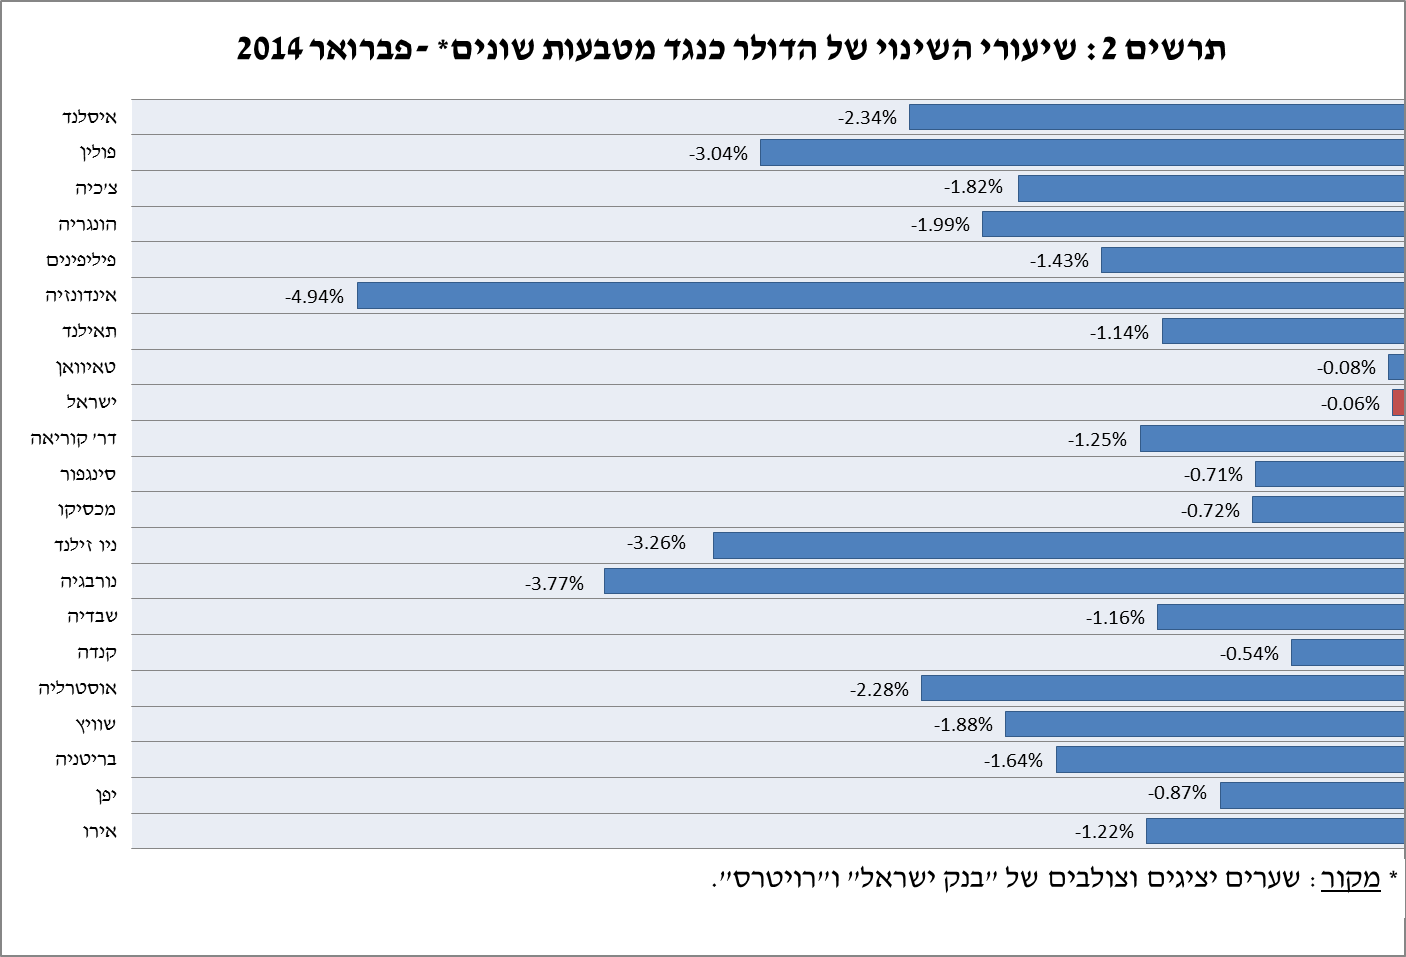 תרשים 2: שיעורי השינוי של הדולר כנגד מטבעות שונים* -פברואר 2014
איסלנד -2.34%
פולין -3.04%
צ'כיה -1.82%
הונגריה -1.99%
פיליפינים -1.43%
אינדונזיה -4.94%
תאילנד -1.14%
טאיוואן -0.08%
ישראל -0.06%
דר' קוריאה -1.25%
סינגפור -0.71%
מכסיקו -0.72%
ניו זילנד -3.26%
נורבגיה -3.77%
שבדיה -1.16%
קנדה -0.54%
אוסטרליה -2.28%
שוויץ -1.88%
בריטניה -1.64%
יפן -0.87%
אירו -1.22%
* מקור: שערים יציגים וצולבים של "בנק ישראל" ו"רויטרס".